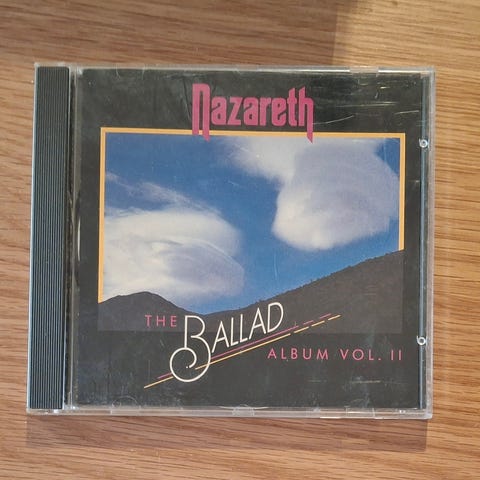 Nazareth
THE BALLAD
ALBUM VOL. II